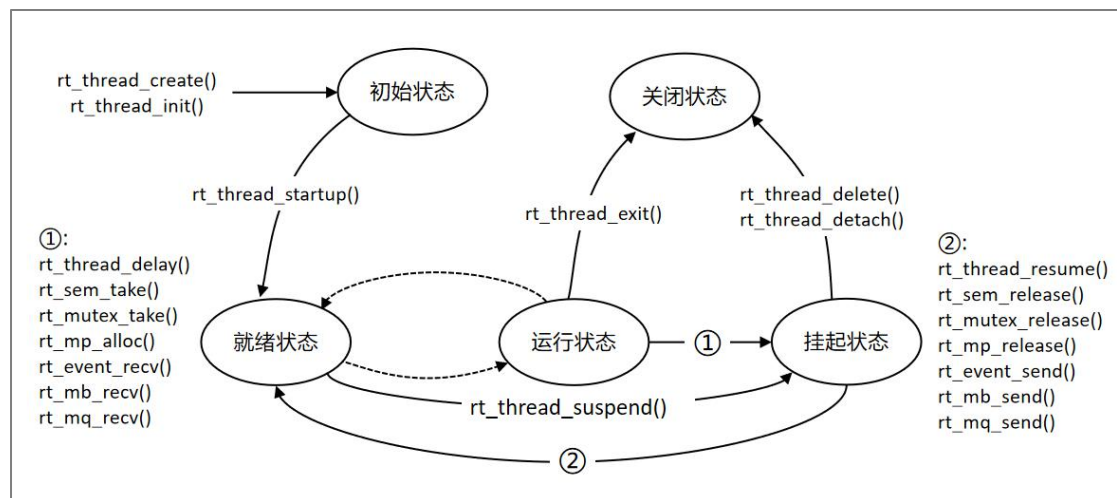 rt_thread_create()
rt_thread_init()
初始状态
关闭状态
rt_thread_startup()
rt_thread_exit()
rt_thread_delete()
rt_thread_detach()
①:
rt_thread_delay()
rt_sem_take()
rt_mutex_take()
rt_mp_alloc()
rt_event_recv()
rt_mb_recv()
rt_mq_recv()
就绪状态
运行状态
①
挂起状态
②:
rt_thread_resume()
rt_sem_release()
rt_mutex_release()
rt_mp_release()
rt_event_send()
rt_mb_send()
rt_mq_send()
rt_thread_suspend()
②